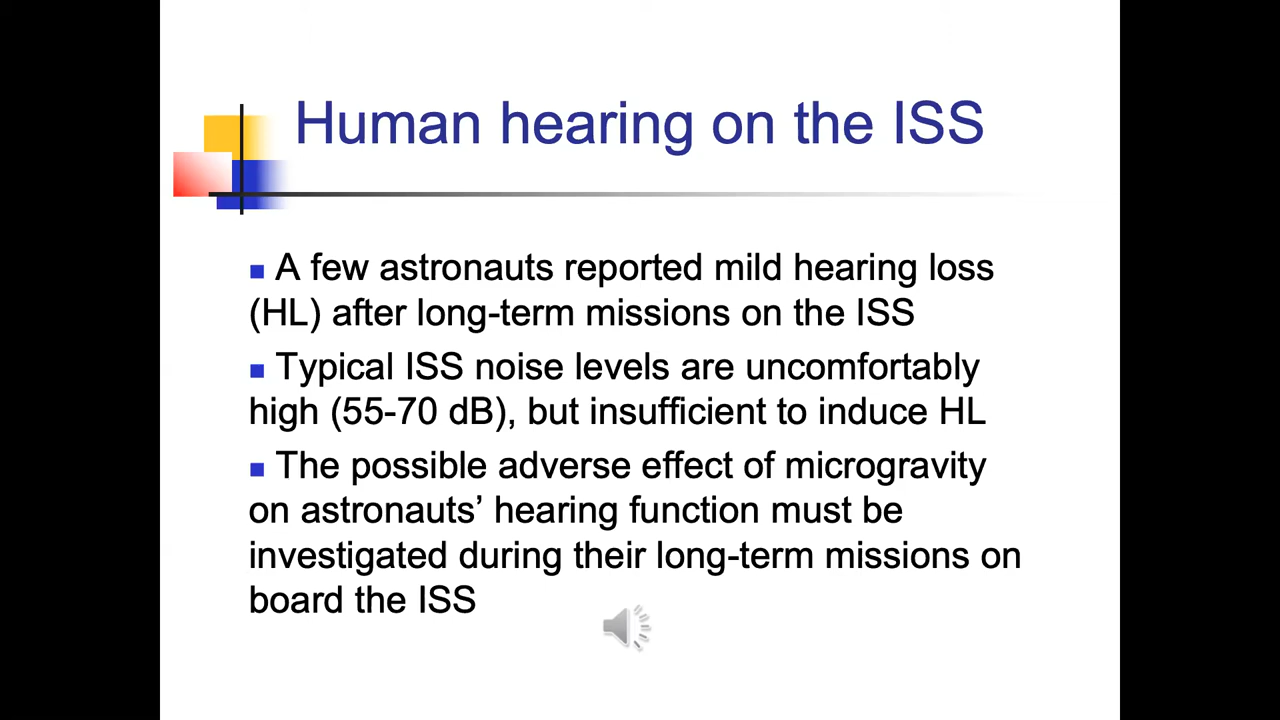 Human hearing on the ISS
A few astronauts reported mild hearing loss
(HL) after long-term missions on the ISS
Typical ISS noise levels are uncomfortably
high (55-70 dB), but insufficient to induce HL
The possible adverse effect of microgravity
on astronauts’ hearing function must be
investigated during their long-term missions on
board the ISS